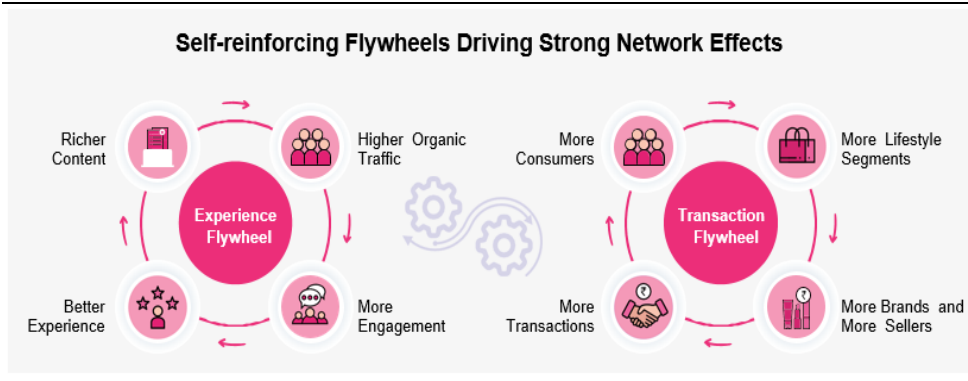 Self-reinforcing Flywheels Driving Strong Network Effects
Richer
Content
Higher Organic
Traffic
Experience
Flywheel
Better
Experience
More
Engagement
More
Consumers
More Lifestyle
Segments
Transaction
Flywheel
More
Transactions
₹
₹
More Brands and
More Sellers